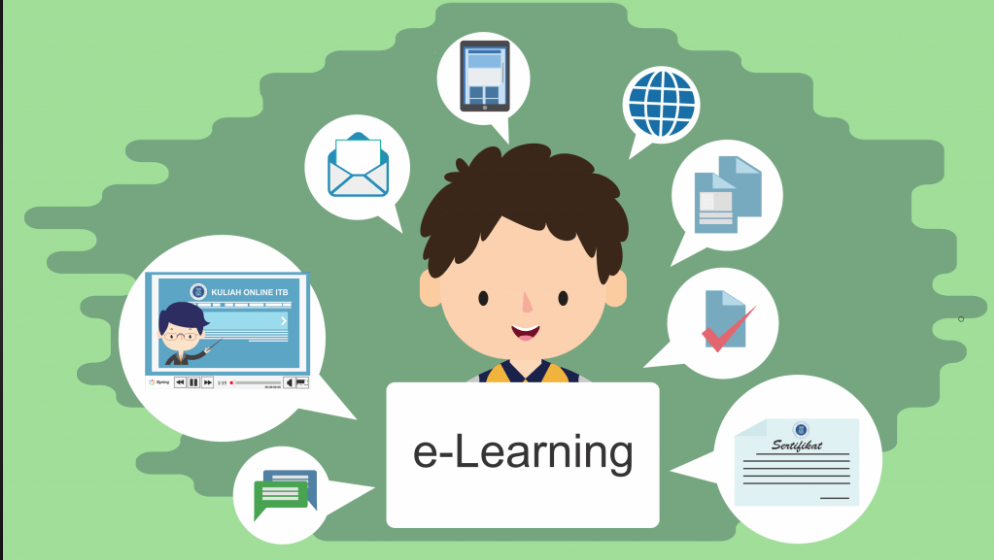 KULIAH ONLINE ITB
e-Learning
Sertifikat